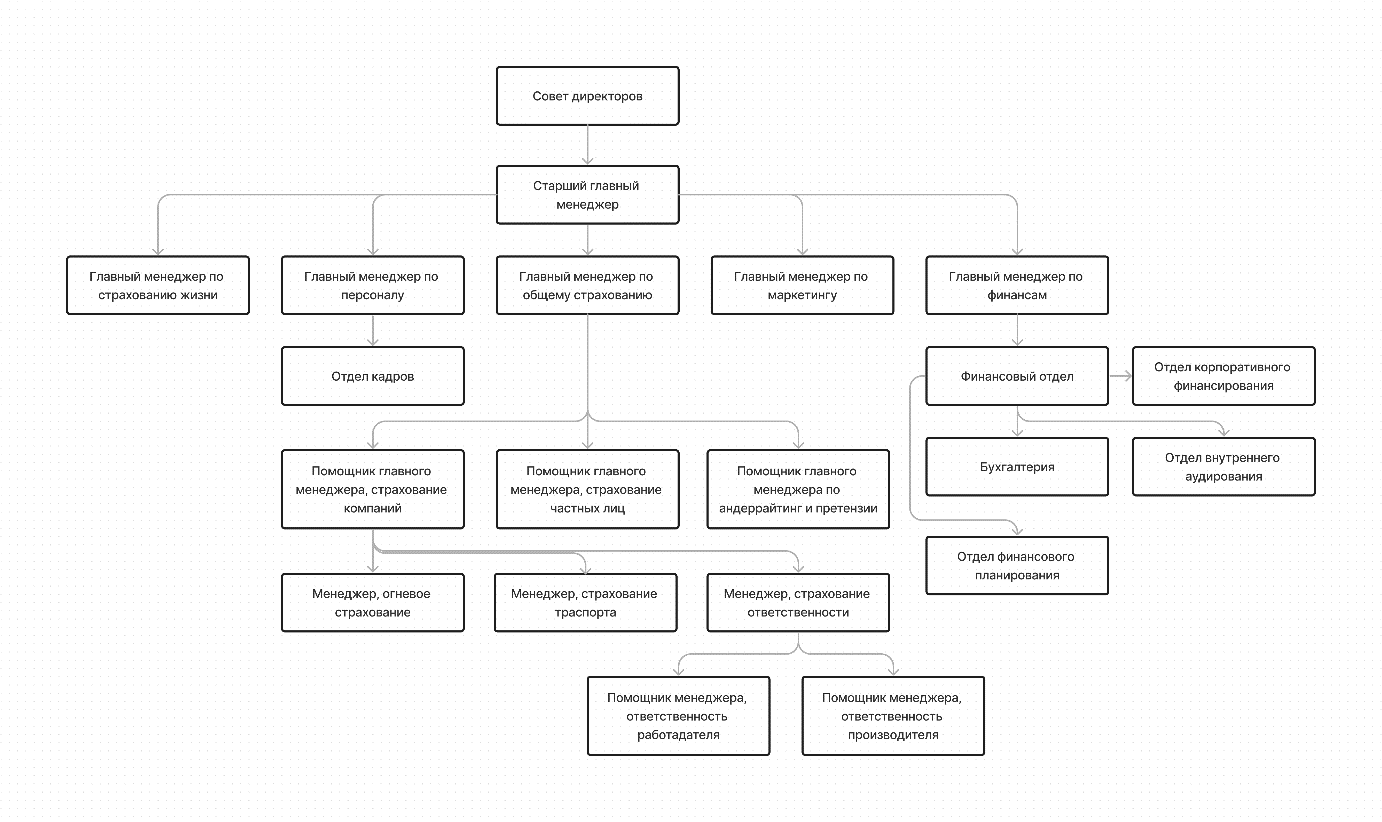 Совет директоров
Старший главный
менеджер
Главный менеджер по
страхованию жизни
Главный менеджер по
персоналу
Главный менеджер по
общему страхованию
Главный менеджер по
маркетингу
Главный менеджер по
финансам
Отдел кадров
Финансовый отдел
Отдел корпоративного
финансирования
Помощник главного
менеджера, страхование
компаний
Помощник главного
менеджера, страхование
частных лиц
Помощник главного
менеджера по
андеррайтинг и претензии
Бухгалтерия
Отдел внутреннего
аудирования
Отдел финансового
планирования
Менеджер, огневое
страхование
Менеджер, страхование
траспорта
Менеджер, страхование
ответственности
Помощник менеджера,
ответственность
работадателя
Помощник менеджера,
ответственность
производителя